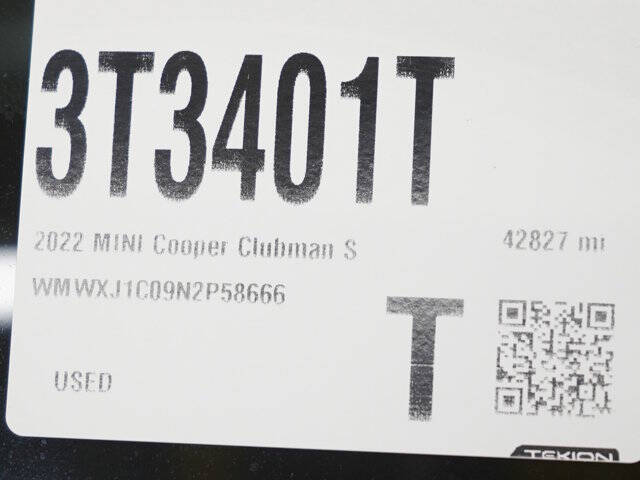 3T3401T
2022 MINI Cooper Clubman S 42827 mi
WMWXJ1C09N2P58666
USED T
TEKION